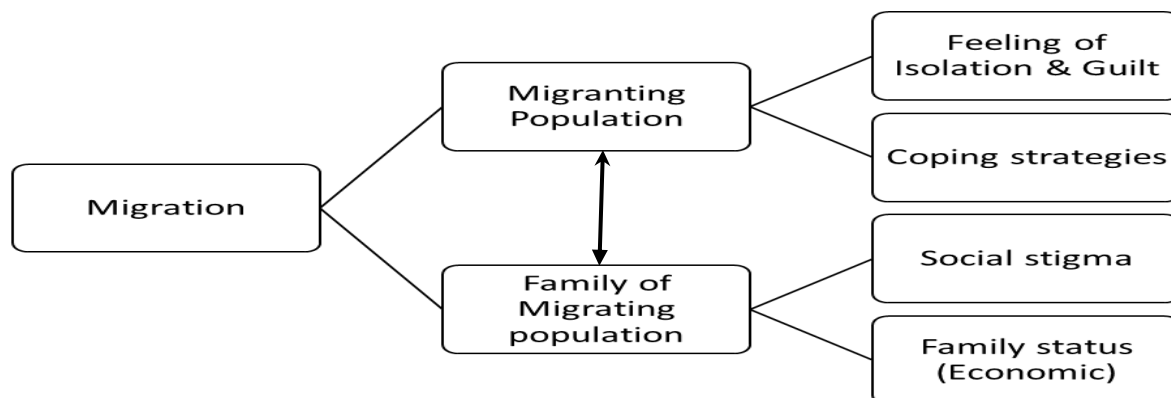 Feeling of
Isolation & Guilt
Migranting
Population
Coping strategies
Migration
Social stigma
Family of
Migrating
population
Family status
(Economic)